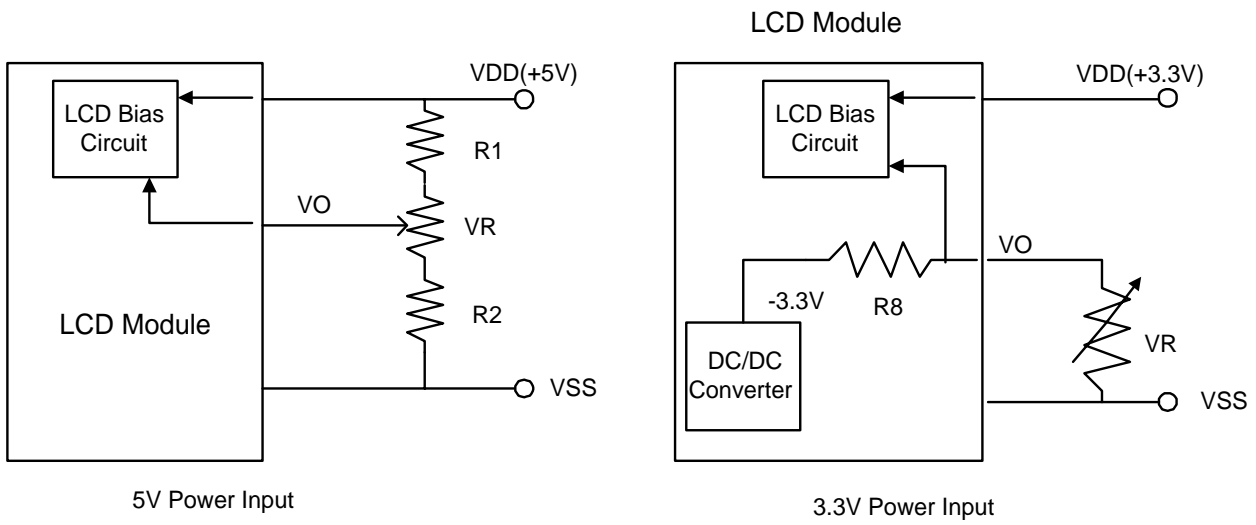 LCD Module
VDD(+5V)
LCD Bias
Circuit
R1
VO
VR
LCD Module
R2
VSS
5V Power Input
VDD(+3.3V)
LCD Bias
Circuit
VO
-3.3V
R8
DC/DC
Converter
VR
VSS
3.3V Power Input